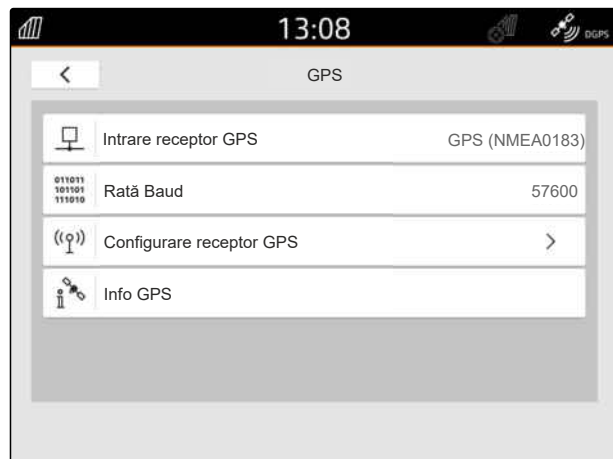 13:08
DGPS
GPS
Intrare receptor GPS GPS (NMEA0183)
011011
101101
111010
Rată Baud 57600
Configurare receptor GPS
Info GPS